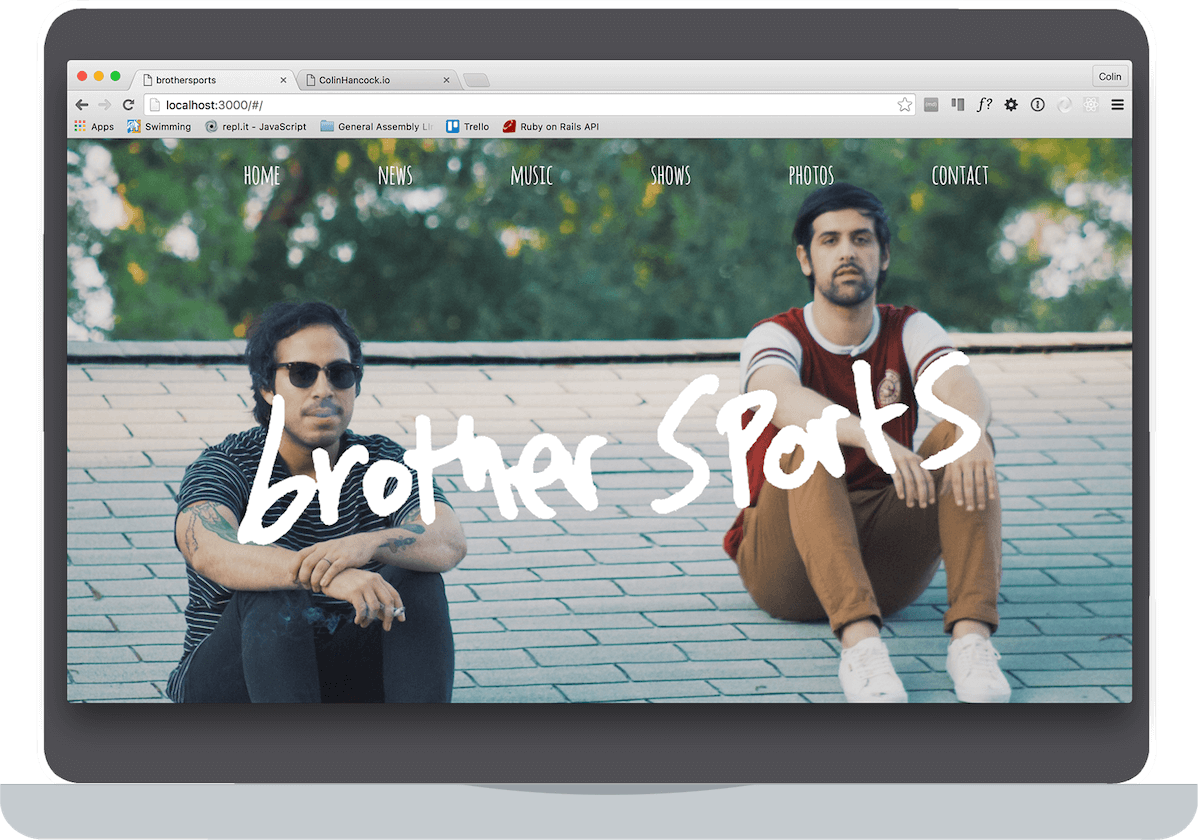 brothersports
ColinHancock.io
Colin
localhost:3000/#/
f?
Apps
Swimming
repl.it - JavaScript
General Assembly
Trello
Ruby on Rails API
HOME
NEWS
MUSIC
SHOWS
PHOTOS
CONTACT
brother sports